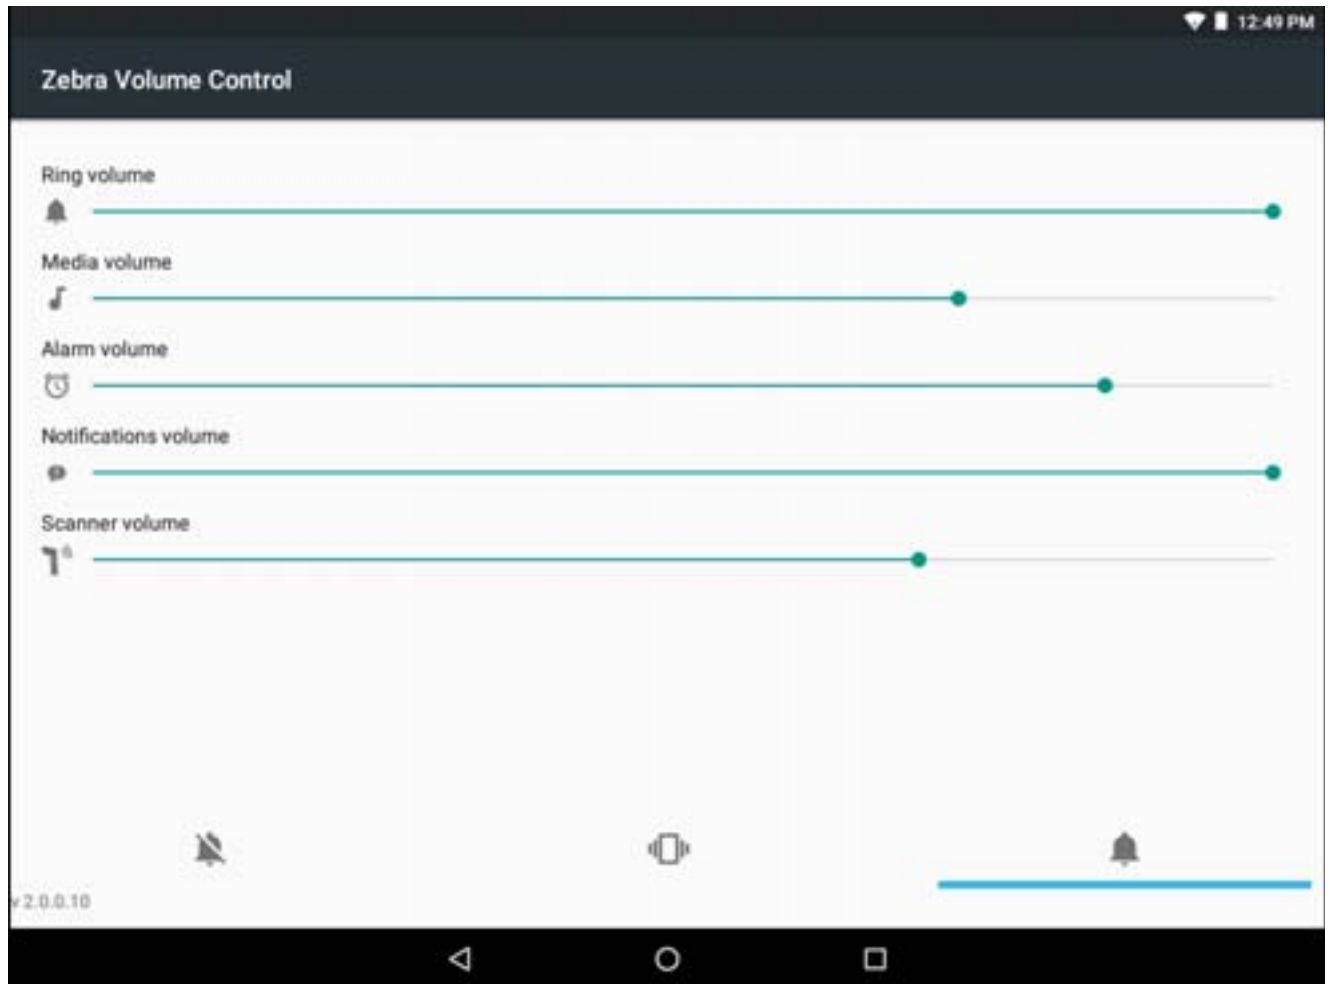 12:49 PM
Zebra Volume Control
Ring volume
Media volume
Alarm volume
Notifications volume
Scanner volume
v 2.0.0.10